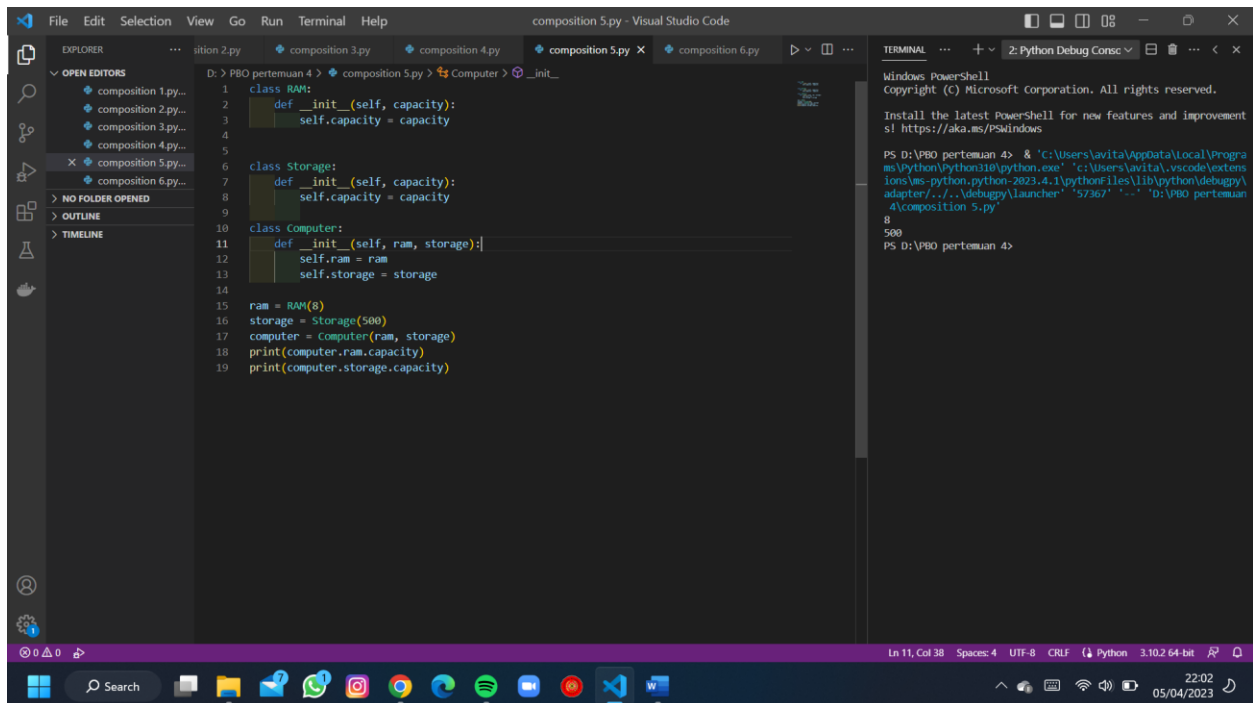 File Edit Selection View Go Run Terminal Help
composition 5.py - Visual Studio Code
EXPLORER
OPEN EDITORS
composition 1.py...
composition 2.py...
composition 3.py...
composition 4.py...
composition 5.py...
composition 6.py...
NO FOLDER OPENED
OUTLINE
TIMELINE
sition 2.py composition 3.py composition 4.py composition 5.py composition 6.py
D: > PBO pertemuan 4 > composition 5.py > Computer > __init__
1 class RAM:
2 def __init__(self, capacity):
3 self.capacity = capacity
4
5
6 class Storage:
7 def __init__(self, capacity):
8 self.capacity = capacity
9
10 class Computer:
11 def __init__(self, ram, storage):
12 self.ram = ram
13 self.storage = storage
14
15 ram = RAM(8)
16 storage = Storage(500)
17 computer = Computer(ram, storage)
18 print(computer.ram.capacity)
19 print(computer.storage.capacity)
TERMINAL 2: Python Debug Consc
Windows PowerShell
Copyright (C) Microsoft Corporation. All rights reserved.
Install the latest PowerShell for new features and improvement
s! https://aka.ms/PSWindows
PS D:\PBO pertemuan 4> & 'C:\Users\avita\AppData\Local\Progra
ms\Python\Python310\python.exe' 'c:\Users\avita\.vscode\extens
ions\ms-python.python-2023.4.1\pythonFiles\lib\python\debugpy\
adapter/../..\debugpy\launcher' '57367' '--' 'D:\PBO pertemuan
4\composition 5.py'
8
500
PS D:\PBO pertemuan 4>
0 0
Ln 11, Col 38 Spaces: 4 UTF-8 CRLF Python 3.10.2 64-bit
Search
7
1
22:02
05/04/2023